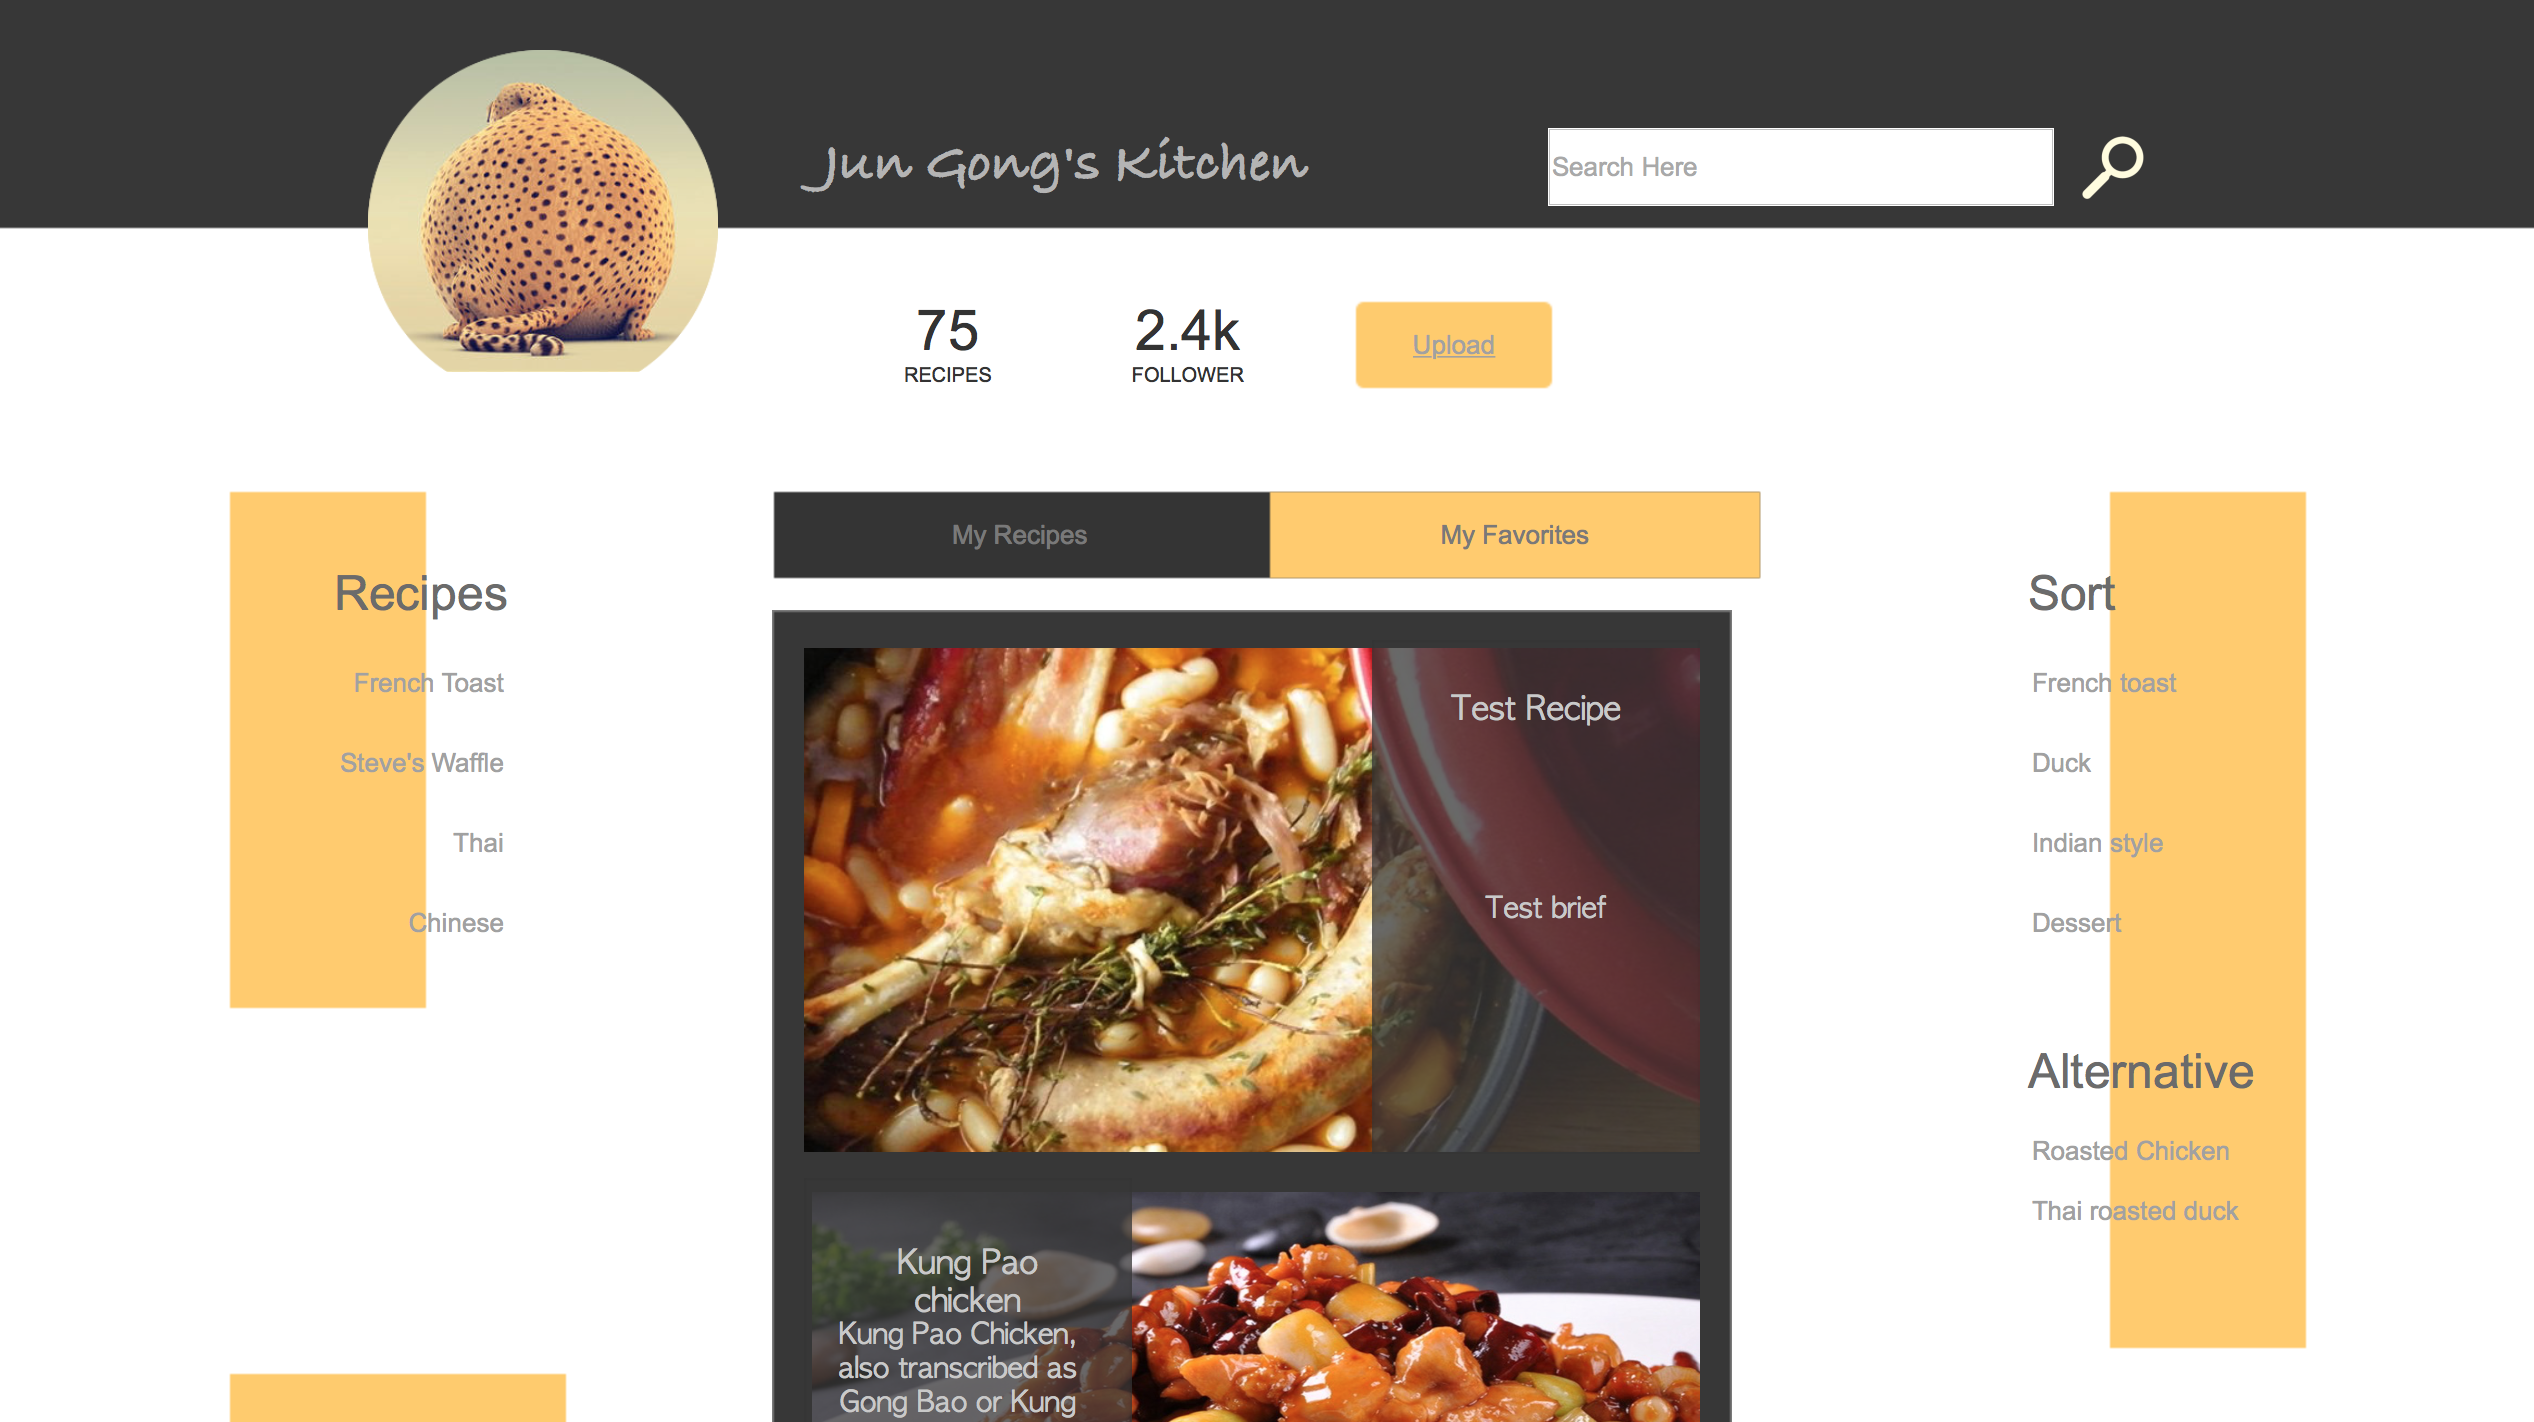 Jun Gong's Kitchen
Search Here
75
RECIPES
2.4k
FOLLOWER
Upload
My Recipes
My Favorites
Recipes
French Toast
Steve's Waffle
Thai
Chinese
Test Recipe
Test brief
Kung Pao
chicken
Kung Pao Chicken,
also transcribed as
Gong Bao or Kung
Sort
French toast
Duck
Indian style
Dessert
Alternative
Roasted Chicken
Thai roasted duck